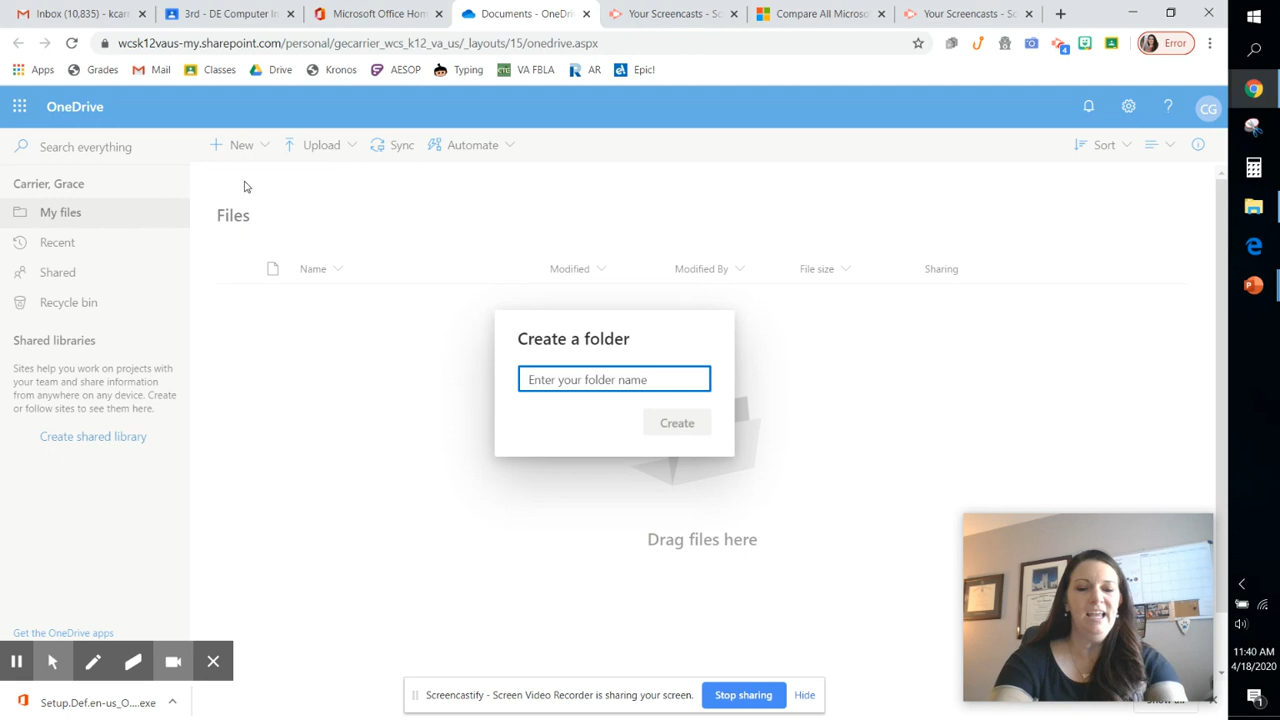 Inbox (10,835) - kcar
3rd - DE Computer In
Microsoft Office Hom
Documents - OneDriv
Your Screencasts - Sc
Compare All Microso
Your Screencasts - Sc
wcsk12vaus-my.sharepoint.com/personal/gecarrier_wcs_k12_va_us/_layouts/15/onedrive.aspx
4
Error
Apps
Grades
Mail
Classes
Drive
Kronos
AESOP
Typing
VA FBLA
AR
Epic!
OneDrive
CG
Search everything
New
Upload
Sync
Automate
Sort
Carrier, Grace
My files
Recent
Shared
Recycle bin
Shared libraries
Sites help you work on projects with
your team and share information
from anywhere on any device. Create
or follow sites to see them here.
Create shared library
Get the OneDrive apps
Files
Name
Modified
Modified By
File size
Sharing
Create a folder
Enter your folder name
Create
Drag files here
Screencastify - Screen Video Recorder is sharing your screen.
Stop sharing
Hide
Setup.Def.en-us_O....exe
11:40 AM
4/18/2020
1